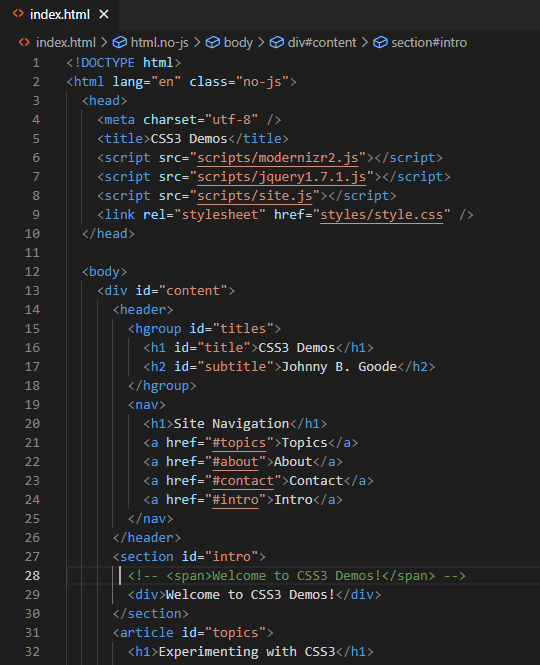 index.html
index.html > html.no-js > body > div#content > section#intro
1 <!DOCTYPE html>
2 <html lang="en" class="no-js">
3 <head>
4 <meta charset="utf-8" />
5 <title>CSS3 Demos</title>
6 <script src="scripts/modernizr2.js"></script>
7 <script src="scripts/jquery1.7.1.js"></script>
8 <script src="scripts/site.js"></script>
9 <link rel="stylesheet" href="styles/style.css" />
10 </head>
11
12 <body>
13 <div id="content">
14 <header>
15 <hgroup id="titles">
16 <h1 id="title">CSS3 Demos</h1>
17 <h2 id="subtitle">Johnny B. Goode</h2>
18 </hgroup>
19 <nav>
20 <h1>Site Navigation</h1>
21 <a href="#topics">Topics</a>
22 <a href="#about">About</a>
23 <a href="#contact">Contact</a>
24 <a href="#intro">Intro</a>
25 </nav>
26 </header>
27 <section id="intro">
28 <!-- <span>Welcome to CSS3 Demos!</span> -->
29 <div>Welcome to CSS3 Demos!</div>
30 </section>
31 <article id="topics">
32 <h1>Experimenting with CSS3</h1>